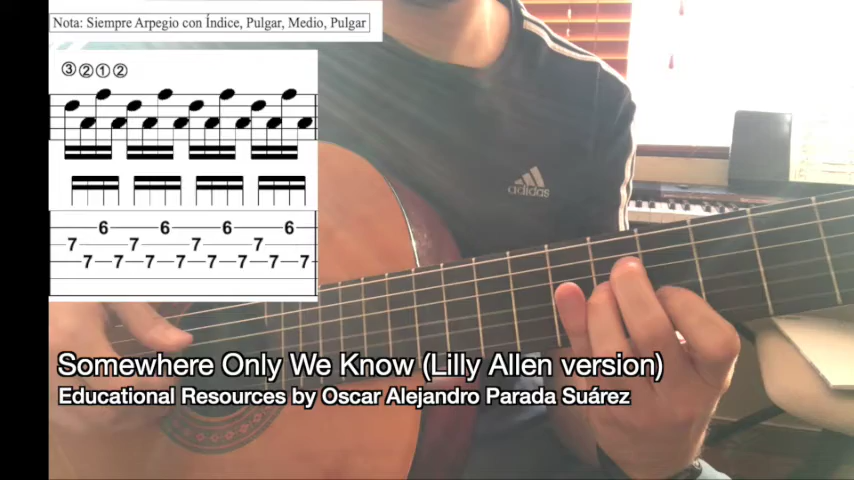 Nota: Siempre Arpegio con Índice, Pulgar, Medio, Pulgar
③②①②
6 6 6 6
7 7 7 7
7 7 7 7 7 7 7 7
adidas
Somewhere Only We Know (Lilly Allen version)
Educational Resources by Oscar Alejandro Parada Suárez